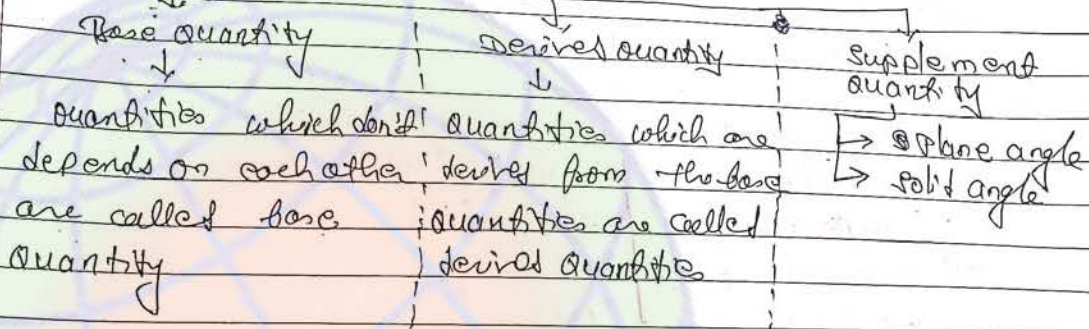 Base Quantity
Derived quantity
Supplement
quantity
Quantities which don't
depends on each other
are called base
Quantity
Quantities which are
derives from the base
quantities are called
derived Quantities
plane angle
solid angle